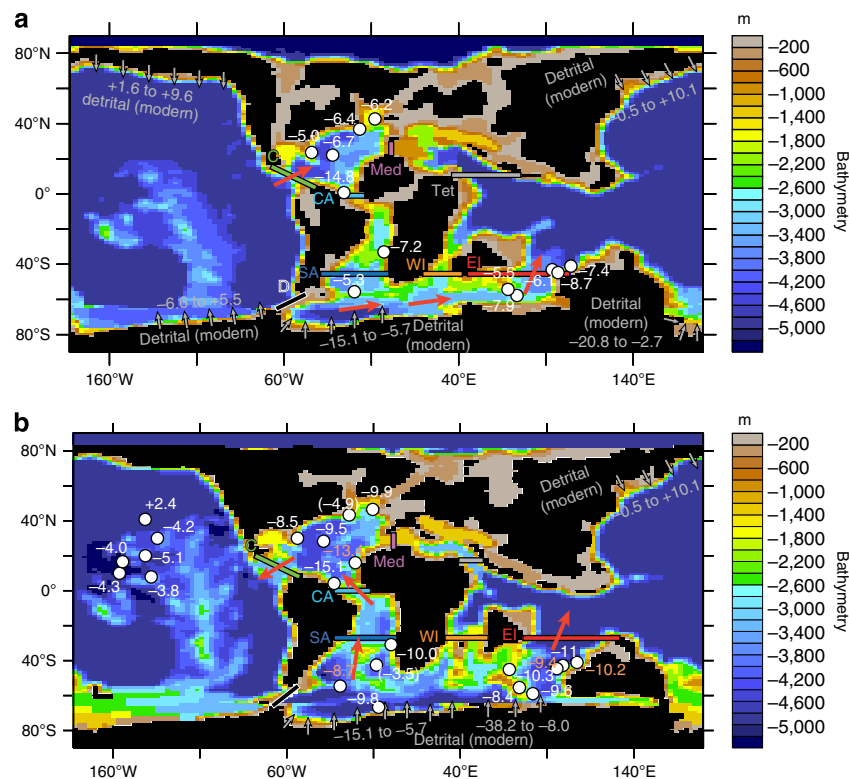 a
m
80°N
40°N
0°
40°S
80°S
+1.6 to +9.6
detrital (modern)
Detrital
(modern)
-0.5 to +10.1
–6.2
–6.4
–5.0
–6.7
C
–14.8
CA
Med
Tet
–7.2
SA
WI
EI
–5.3
–5.5
–6.1
–7.4
–8.7
–7.9
D
–6.6 to +5.5
Detrital (modern)
–15.1 to –5.7
Detrital
(modern)
Detrital
(modern)
–20.8 to –2.7
160°W
60°W
40°E
140°E
–200
–600
–1,000
–1,400
–1,800
–2,200
–2,600
–3,000
–3,400
–3,800
–4,200
–4,600
–5,000
Bathymetry
b
m
80°N
40°N
0°
40°S
80°S
Detrital
(modern)
-0.5 to +10.1
+2.4
–4.2
–4.0
–5.1
–4.3
–3.8
(–4.9)
–9.9
–8.5
–9.5
C
–15.1
CA
Med
SA
WI
EI
–10.0
(–3.5)
–9.8
–11
–9.4
–10.2
–10.3
–8.4
–9.6
–15.1 to –5.7
–38.2 to –8.0
Detrital (modern)
160°W
60°W
40°E
140°E
–200
–600
–1,000
–1,400
–1,800
–2,200
–2,600
–3,000
–3,400
–3,800
–4,200
–4,600
–5,000
Bathymetry